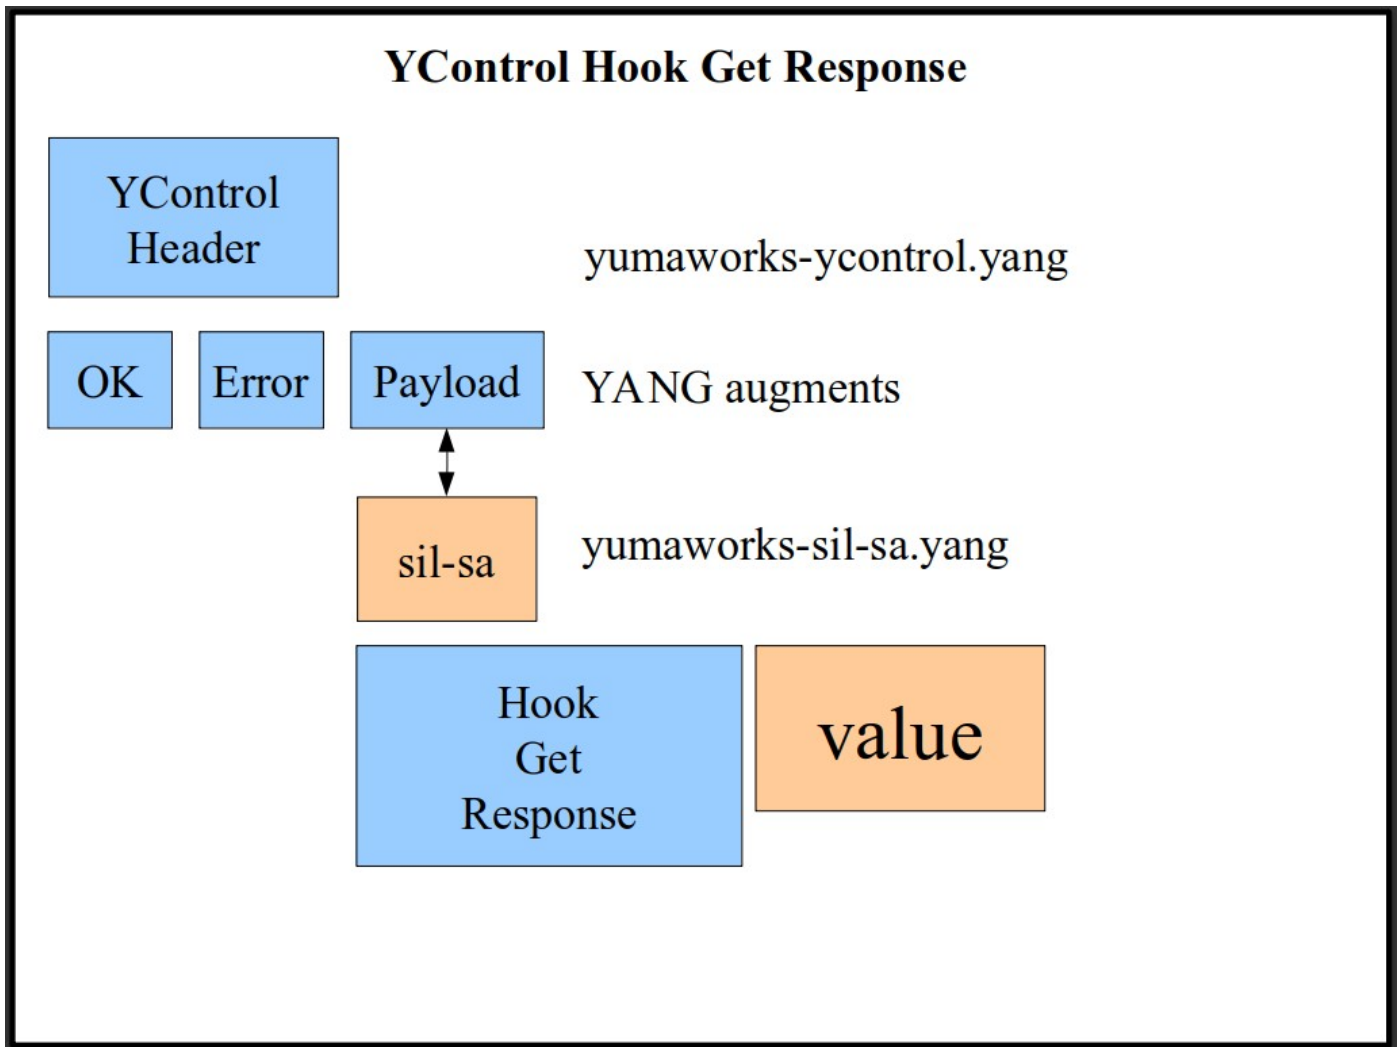 YControl Hook Get Response
YControl
Header
yumaworks-ycontrol.yang
OK
Error
Payload
YANG augments
sil-sa
yumaworks-sil-sa.yang
Hook
Get
Response
value